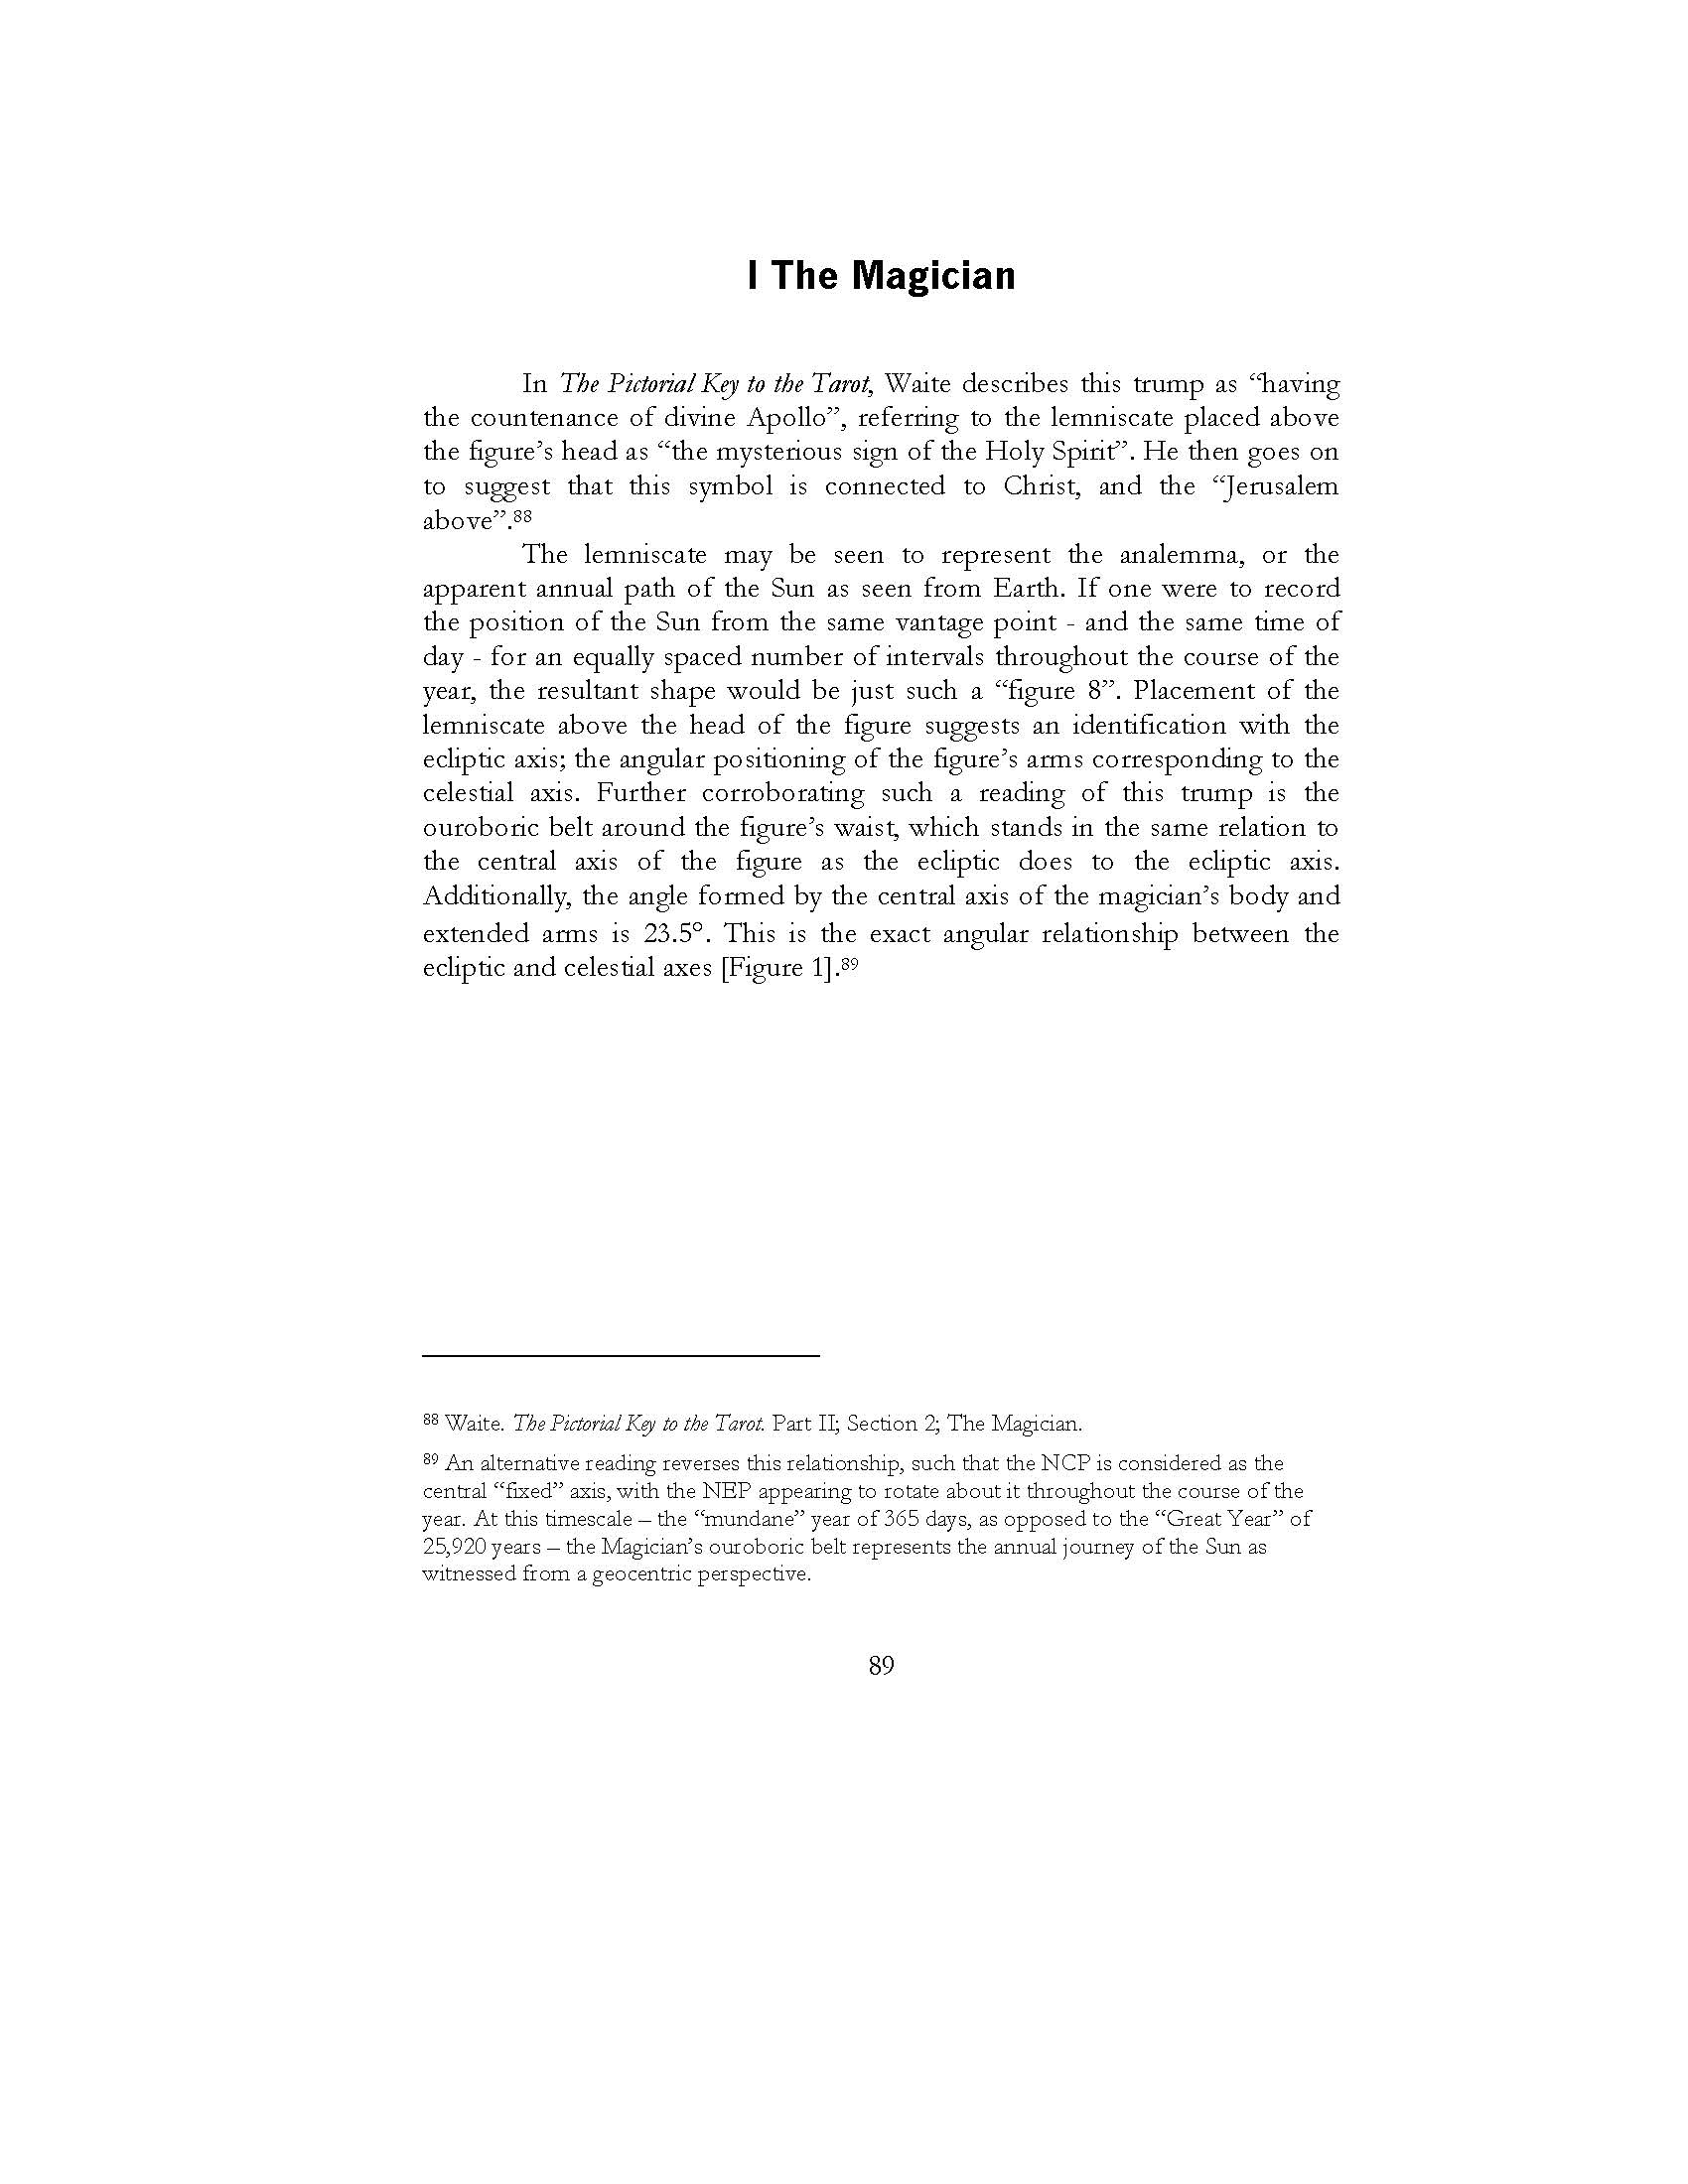 I The Magician
In The Pictorial Key to the Tarot, Waite describes this trump as “having
the countenance of divine Apollo”, referring to the lemniscate placed above
the figure’s head as “the mysterious sign of the Holy Spirit”. He then goes on
to suggest that this symbol is connected to Christ, and the “Jerusalem
above”.88
The lemniscate may be seen to represent the analemma, or the
apparent annual path of the Sun as seen from Earth. If one were to record
the position of the Sun from the same vantage point - and the same time of
day - for an equally spaced number of intervals throughout the course of the
year, the resultant shape would be just such a “figure 8”. Placement of the
lemniscate above the head of the figure suggests an identification with the
ecliptic axis; the angular positioning of the figure’s arms corresponding to the
celestial axis. Further corroborating such a reading of this trump is the
ouroboric belt around the figure’s waist, which stands in the same relation to
the central axis of the figure as the ecliptic does to the ecliptic axis.
Additionally, the angle formed by the central axis of the magician’s body and
extended arms is 23.5°. This is the exact angular relationship between the
ecliptic and celestial axes [Figure 1].89
88 Waite. The Pictorial Key to the Tarot. Part II; Section 2; The Magician.
89 An alternative reading reverses this relationship, such that the NCP is considered as the
central “fixed” axis, with the NEP appearing to rotate about it throughout the course of the
year. At this timescale – the “mundane” year of 365 days, as opposed to the “Great Year” of
25,920 years – the Magician’s ouroboric belt represents the annual journey of the Sun as
witnessed from a geocentric perspective.
89